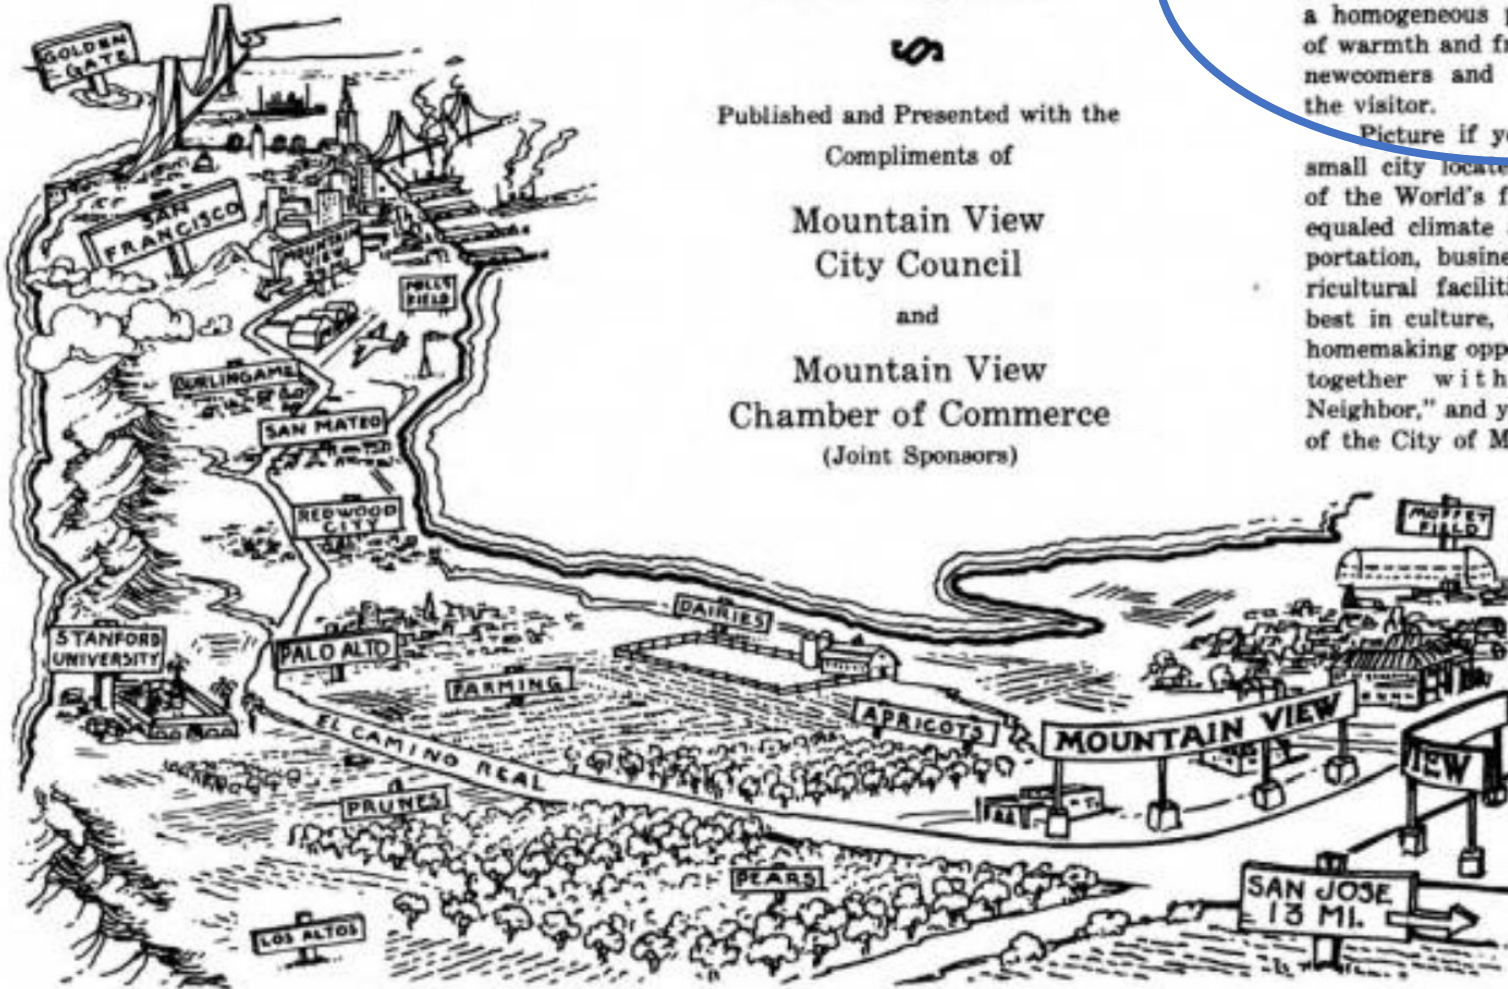 Published and Presented with the
Compliments of
Mountain View
City Council
and
Mountain View
Chamber of Commerce
(Joint Sponsors)
a homogeneous
of warmth and
newcomers and
the visitor.
Picture if
small city
of the World's
equaled climate
portation,
ricultural
best in culture,
homemaking
together with
Neighbor," and
of the City of
GOLDEN
GATE
SAN
FRANCISCO
MOUNTAIN
VIEW
MILLS
FIELD
BURLINGAME
SAN MATEO
REDWOOD
CITY
STANFORD
UNIVERSITY
PALO ALTO
DAIRIES
FARMING
APRICOTS
EL CAMINO REAL
PRUNES
PEARS
LOS ALTOS
MOFFET
FIELD
MOUNTAIN VIEW
IEW
SAN JOSE
13 MI.